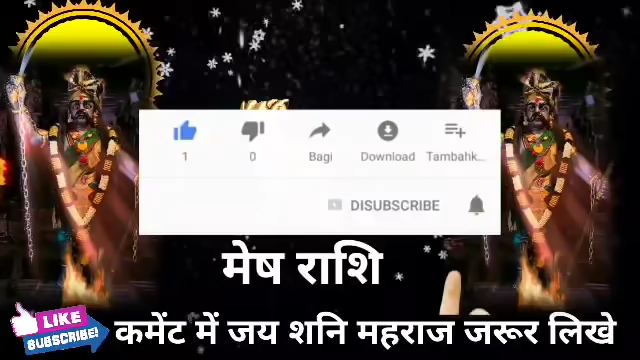 1 0 Bagi Download Tambahk...
DISUBSCRIBE
मेष राशि
LIKE
SUBSCRIBE!
कमेंट में जय शनि महराज जरूर लिखे